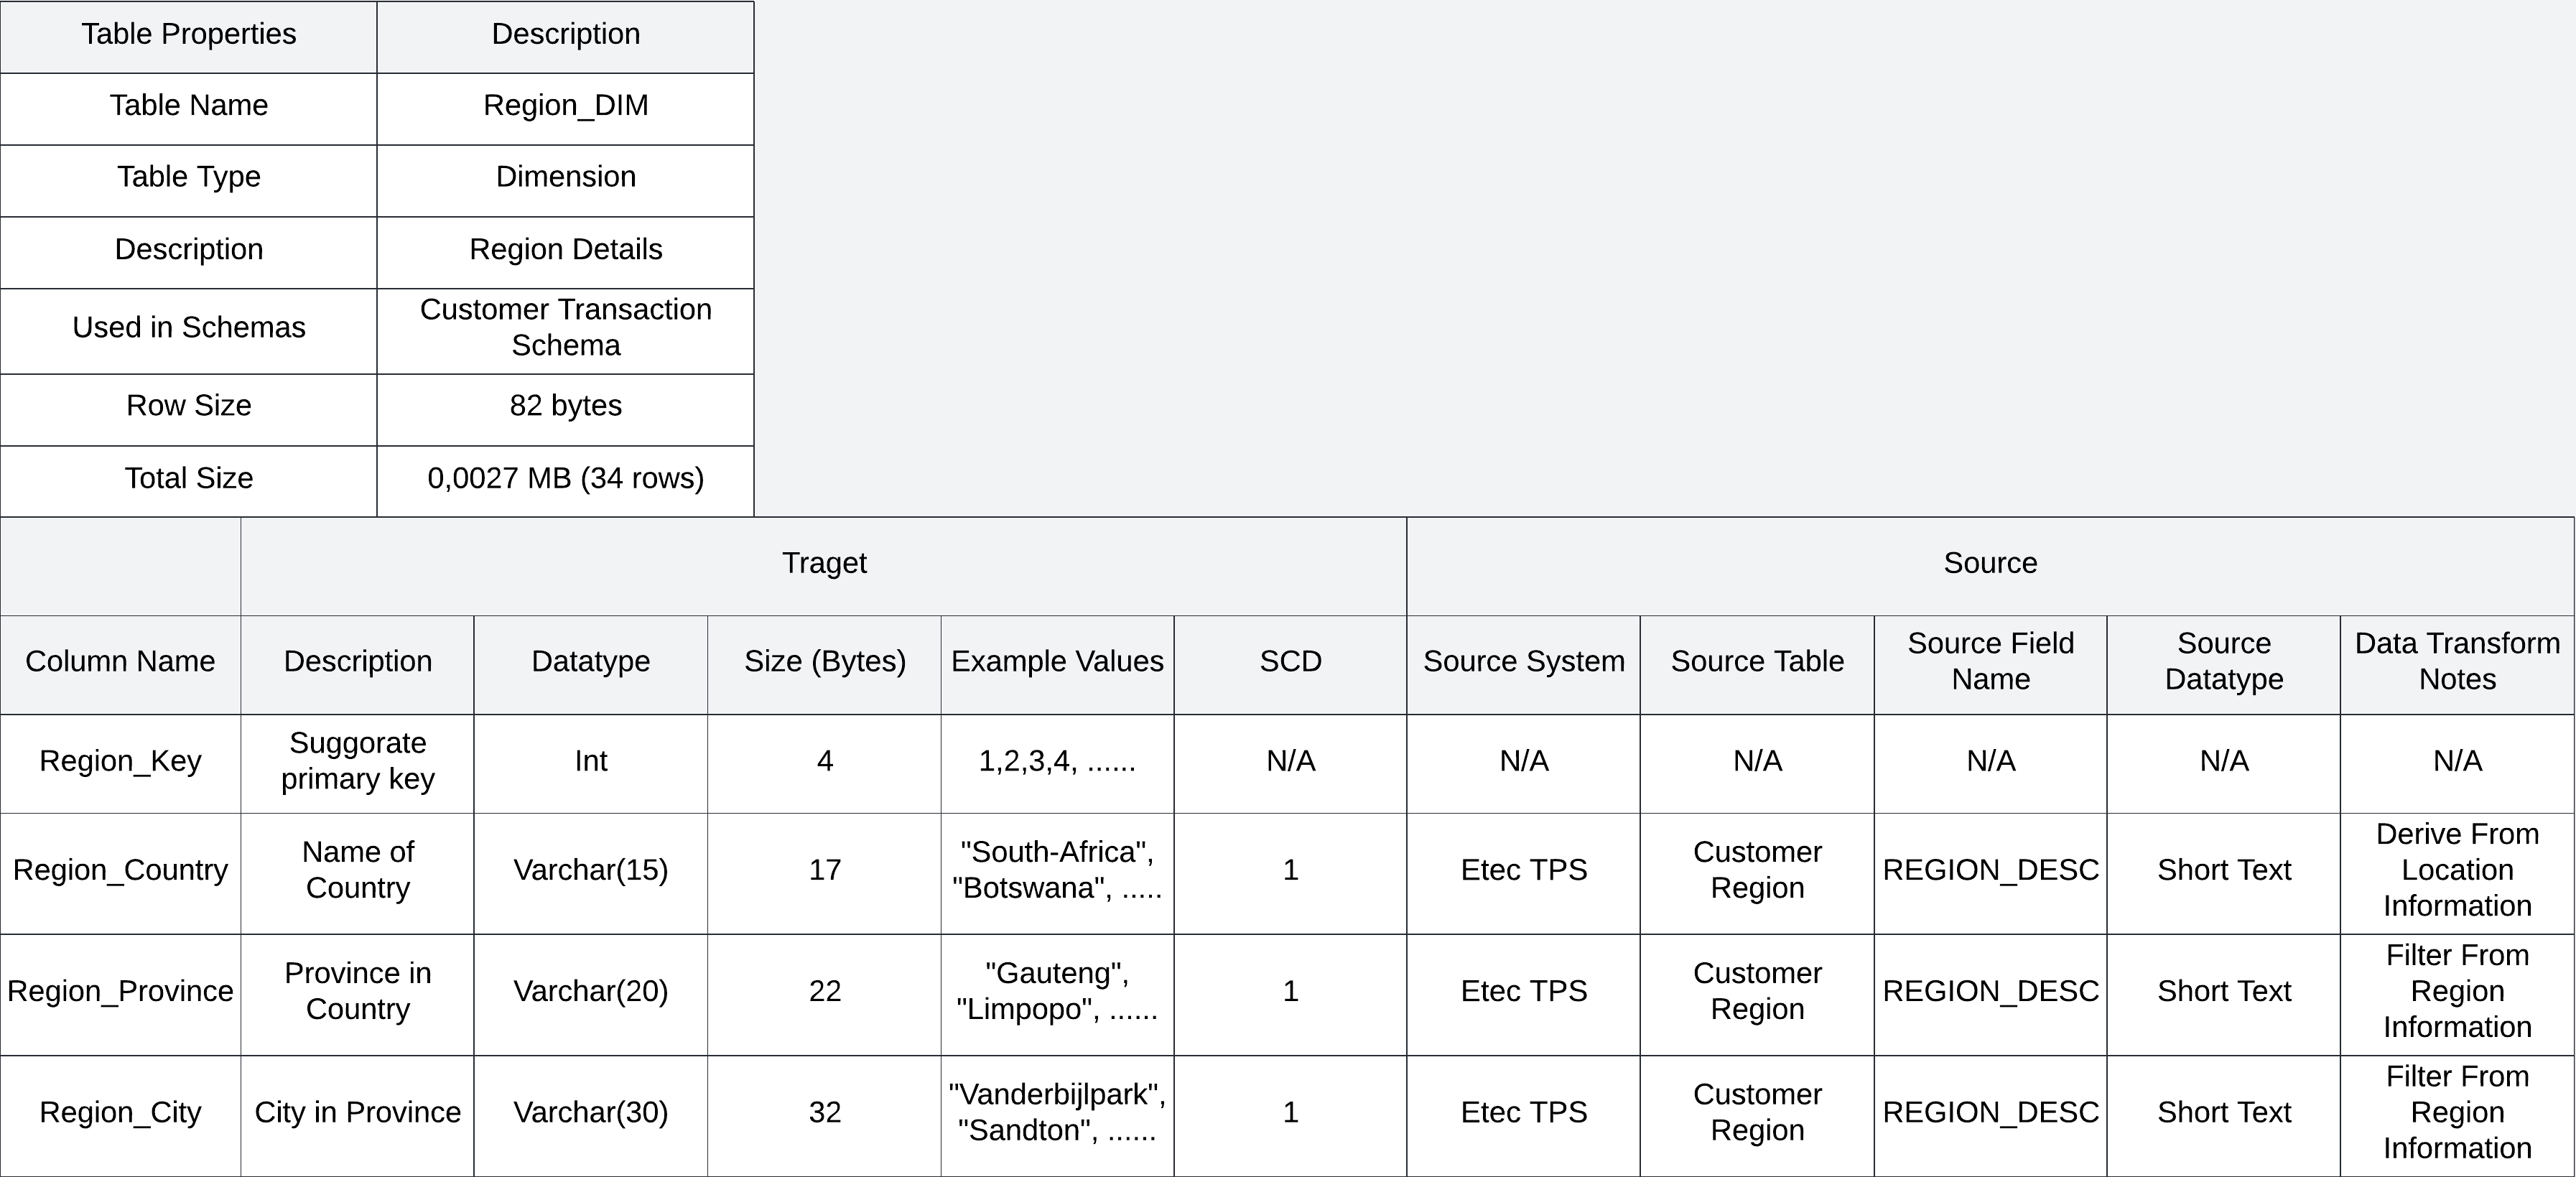 Table Properties Description
Table Name Region_DIM
Table Type Dimension
Description Region Details
Used in Schemas Customer Transaction
Schema
Row Size 82 bytes
Total Size 0,0027 MB (34 rows)
Traget Source
Column Name Description Datatype Size (Bytes) Example Values SCD Source System Source Table Source Field
Name Source
Datatype Data Transform
Notes
Region_Key Suggorate
primary key Int 4 1,2,3,4, ...... N/A N/A N/A N/A N/A N/A
Region_Country Name of
Country Varchar(15) 17 "South-Africa",
"Botswana", ..... 1 Etec TPS Customer
Region REGION_DESC Short Text Derive From
Location
Information
Region_Province Province in
Country Varchar(20) 22 "Gauteng",
"Limpopo", ...... 1 Etec TPS Customer
Region REGION_DESC Short Text Filter From
Region
Information
Region_City City in Province Varchar(30) 32 "Vanderbijlpark",
"Sandton", ...... 1 Etec TPS Customer
Region REGION_DESC Short Text Filter From
Region
Information